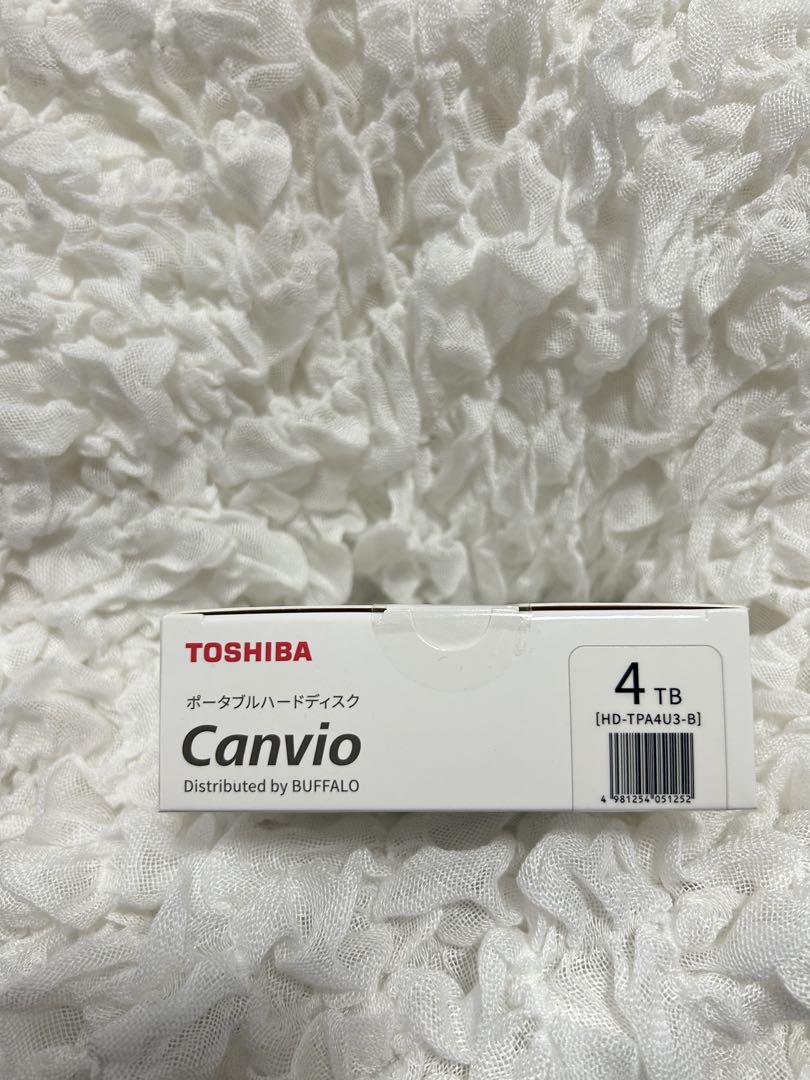 TOSHIBA
ポータブルハードディスク
Canvio
Distributed by BUFFALO
4 TB
[HD-TPA4U3-B]
4 981254 051252